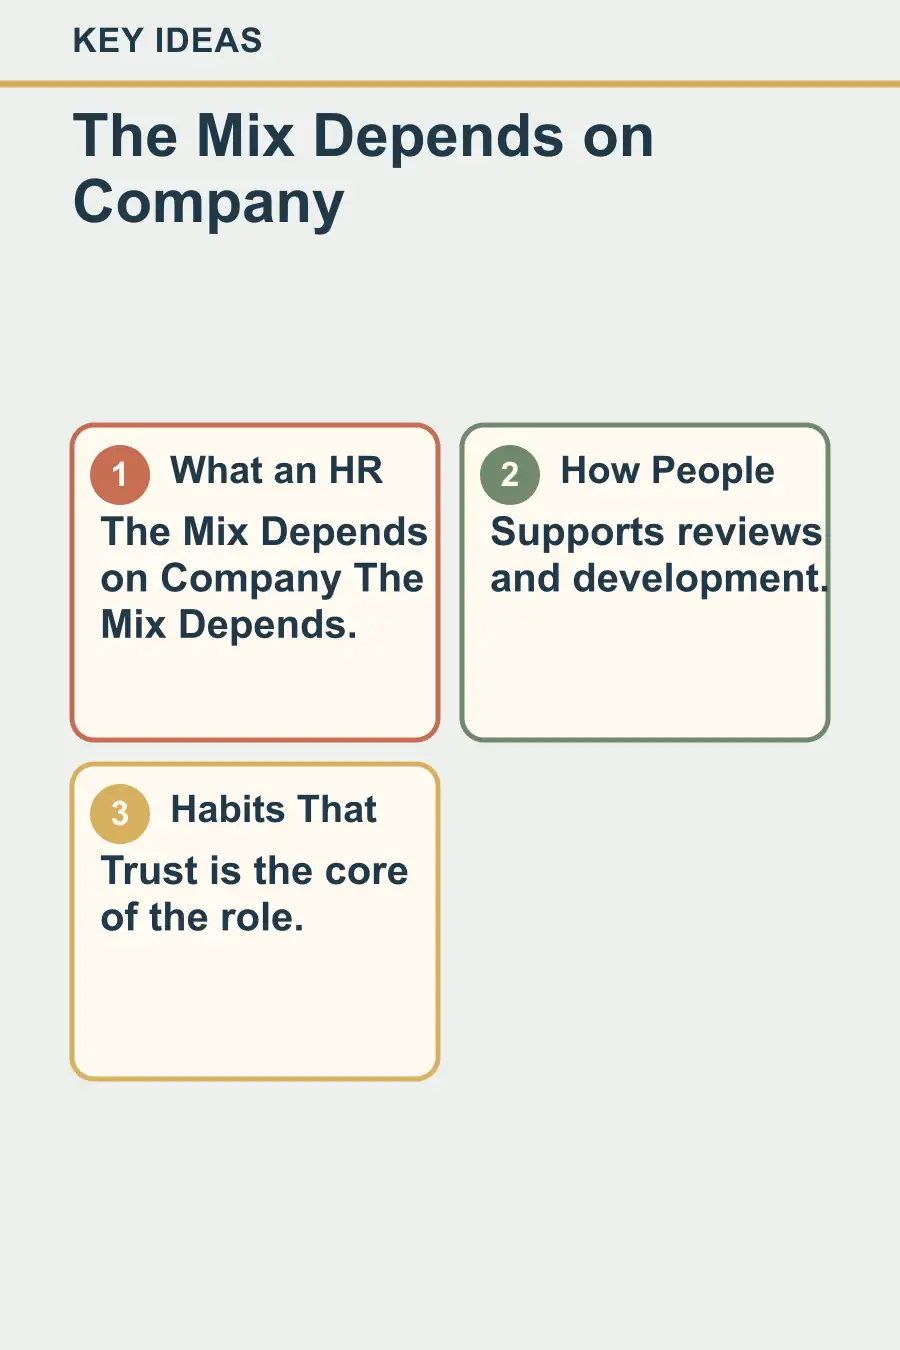 KEY IDEAS
The Mix Depends on
Company
1
What an HR
The Mix Depends
on Company The
Mix Depends.
2
How People
Supports reviews
and development.
3
Habits That
Trust is the core
of the role.